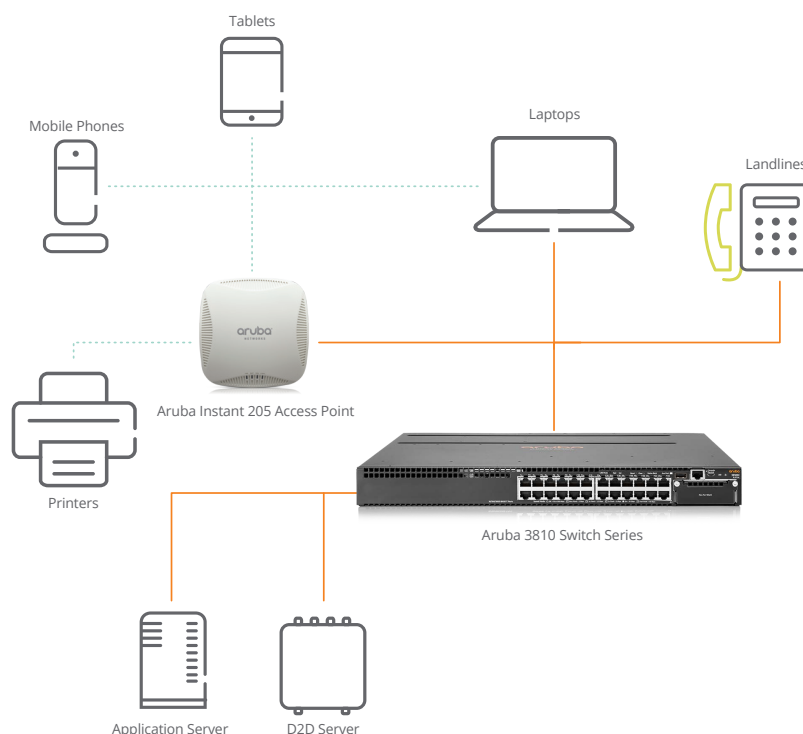 Tablets
Mobile Phones
Laptops
Landlines
aruba
NETWORKS
Aruba Instant 205 Access Point
Printers
Aruba 3810 Switch Series
Application Server
D2D Server